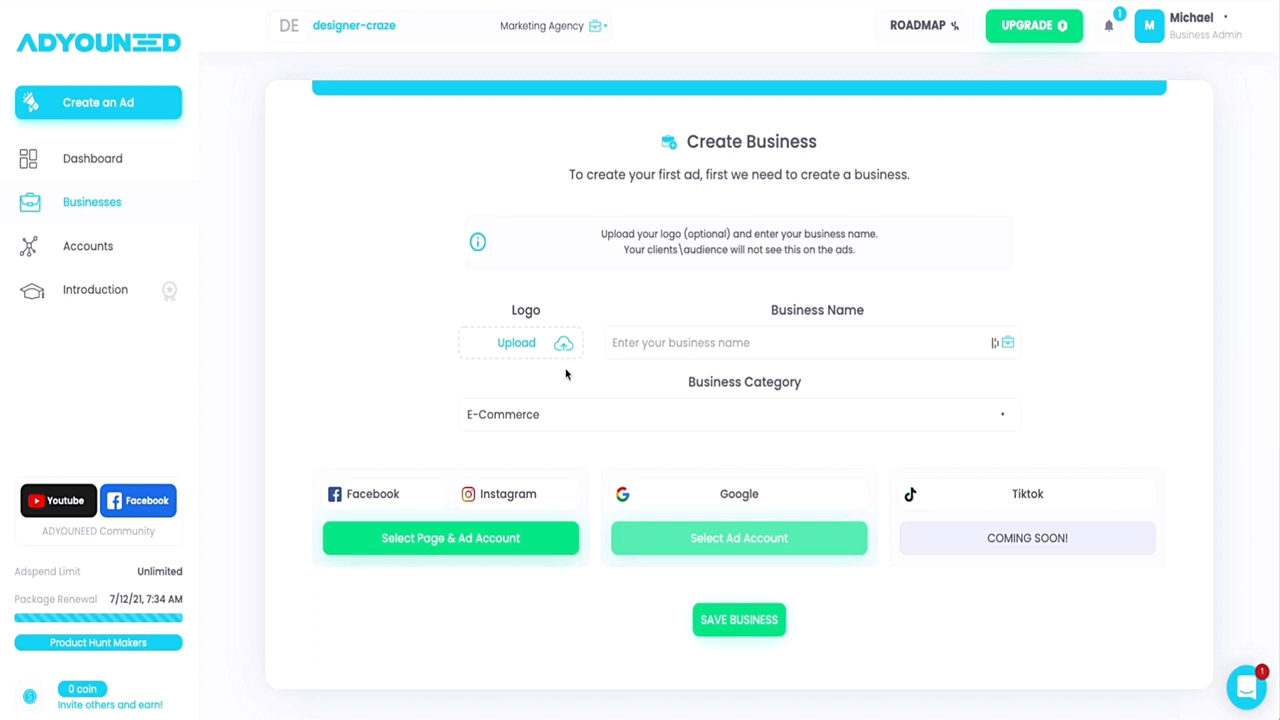 ADYOUNEED
DE designer-craze
Marketing Agency
ROADMAP
UPGRADE
1
M
Michael
Business Admin
Create an Ad
Dashboard
Businesses
Accounts
Introduction
Youtube
Facebook
ADYOUNEED Community
Adspend Limit Unlimited
Package Renewal 7/12/21, 7:34 AM
Product Hunt Makers
0 coin
Invite others and earn!
Create Business
To create your first ad, first we need to create a business.
Upload your logo (optional) and enter your business name.
Your clients\audience will not see this on the ads.
Logo
Business Name
Upload
Enter your business name
Business Category
E-Commerce
Facebook
Instagram
Google
Tiktok
Select Page & Ad Account
Select Ad Account
COMING SOON!
SAVE BUSINESS
1